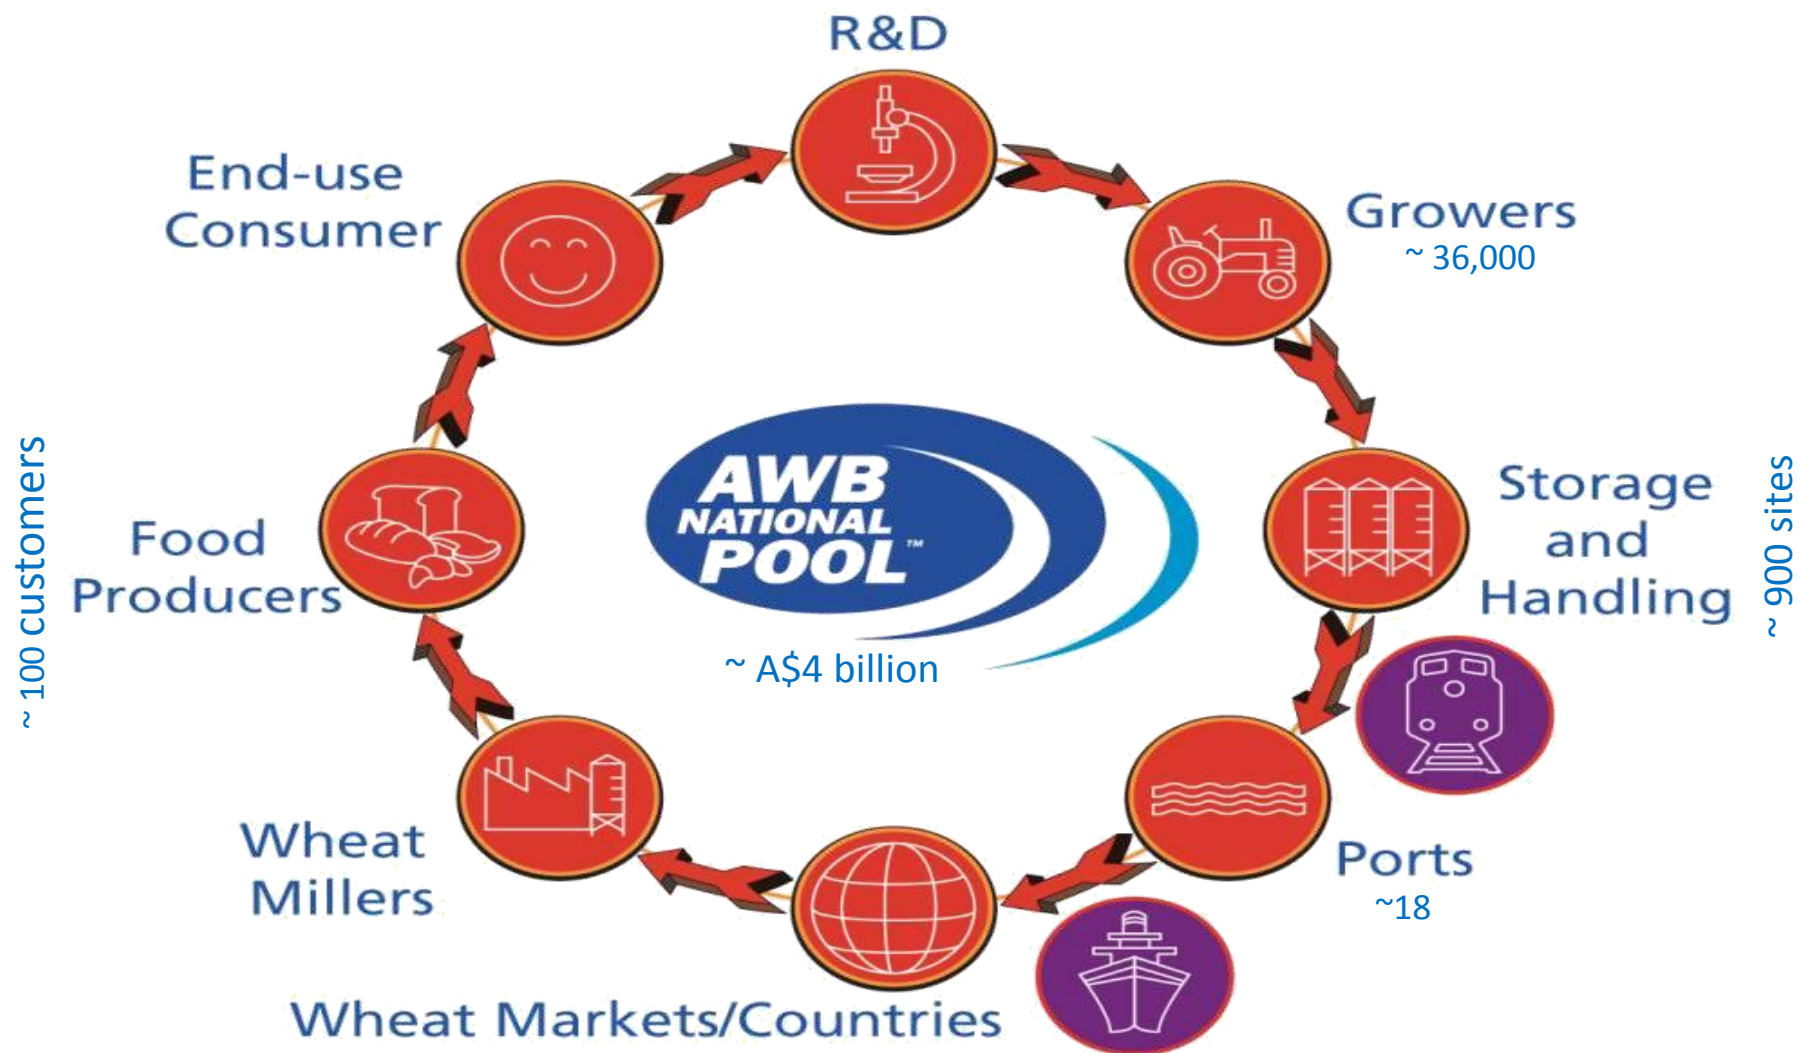 R&D
Growers
~ 36,000
Storage
and
Handling
~ 900 sites
Ports
~18
Wheat Markets/Countries
Wheat
Millers
Food
Producers
~ 100 customers
End-use
Consumer
AWB
NATIONAL
POOL™
~ A$4 billion